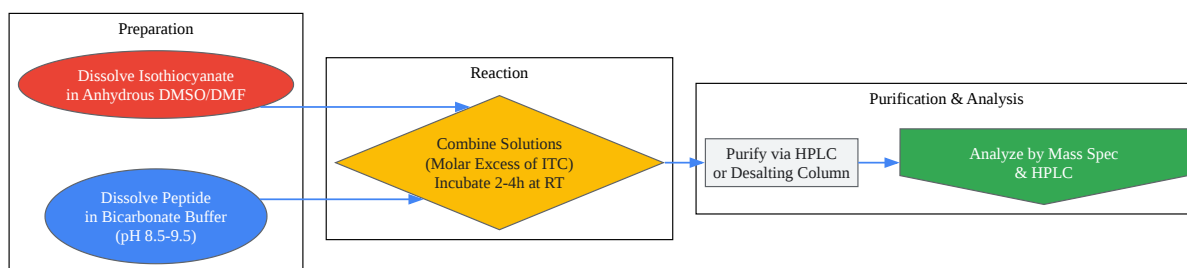 Preparation
Dissolve Isothiocyanate
in Anhydrous DMSO/DMF
Dissolve Peptide
in Bicarbonate Buffer
(pH 8.5-9.5)
Reaction
Combine Solutions
(Molar Excess of ITC)
Incubate 2-4h at RT
Purification & Analysis
Purify via HPLC
or Desalting Column
Analyze by Mass Spec
& HPLC